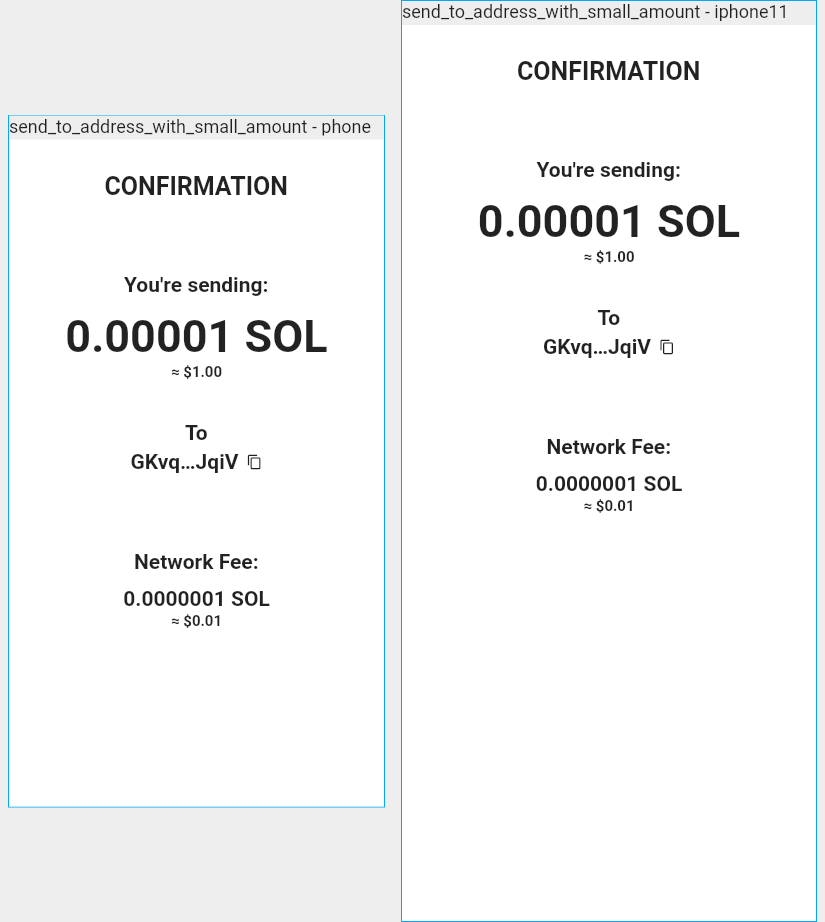 send_to_address_with_small_amount - phone
CONFIRMATION
You're sending:
0.00001 SOL
≈ $1.00
To
GKvq...JqiV
Network Fee:
0.0000001 SOL
≈ $0.01
send_to_address_with_small_amount - iphone11
CONFIRMATION
You're sending:
0.00001 SOL
≈ $1.00
To
GKvq...JqiV
Network Fee:
0.0000001 SOL
≈ $0.01